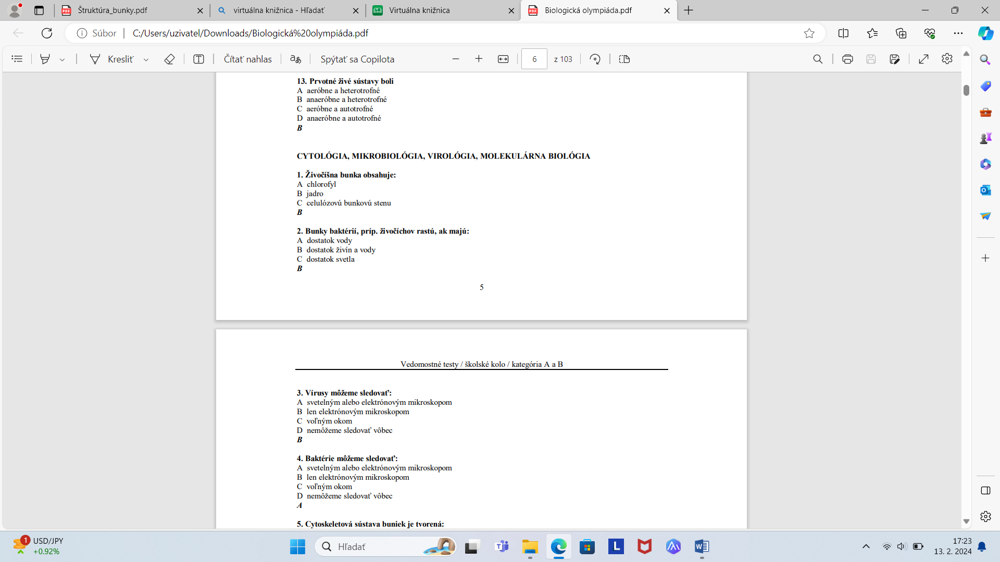 Štruktúra_bunky.pdf
virtuálna knižnica - Hľadať
Virtuálna knižnica
Biologická olympiáda.pdf
Súbor
C:/Users/uzivatel/Downloads/Biologická%20olympiáda.pdf
Kresliť
Čítať nahlas
aあ
Spýtať sa Copilota
6
z 103
13. Prvotné živé sústavy boli
A aeróbne a heterotrofné
B anaeróbne a heterotrofné
C aeróbne a autotrofné
D anaeróbne a autotrofné
B
CYTOLÓGIA, MIKROBIOLÓGIA, VIROLÓGIA, MOLEKULÁRNA BIOLÓGIA
1. Živočíšna bunka obsahuje:
A chlorofyl
B jadro
C celulózovú bunkovú stenu
B
2. Bunky baktérií, príp. živočíchov rastú, ak majú:
A dostatok vody
B dostatok živín a vody
C dostatok svetla
B
5
Vedomostné testy / školské kolo / kategória A a B
3. Vírusy môžeme sledovať:
A svetelným alebo elektrónovým mikroskopom
B len elektrónovým mikroskopom
C voľným okom
D nemôžeme sledovať vôbec
B
4. Baktérie môžeme sledovať:
A svetelným alebo elektrónovým mikroskopom
B len elektrónovým mikroskopom
C voľným okom
D nemôžeme sledovať vôbec
A
5. Cytoskeletová sústava buniek je tvorená:
1
USD/JPY
+0.92%
Hľadať
17:23
13. 2. 2024